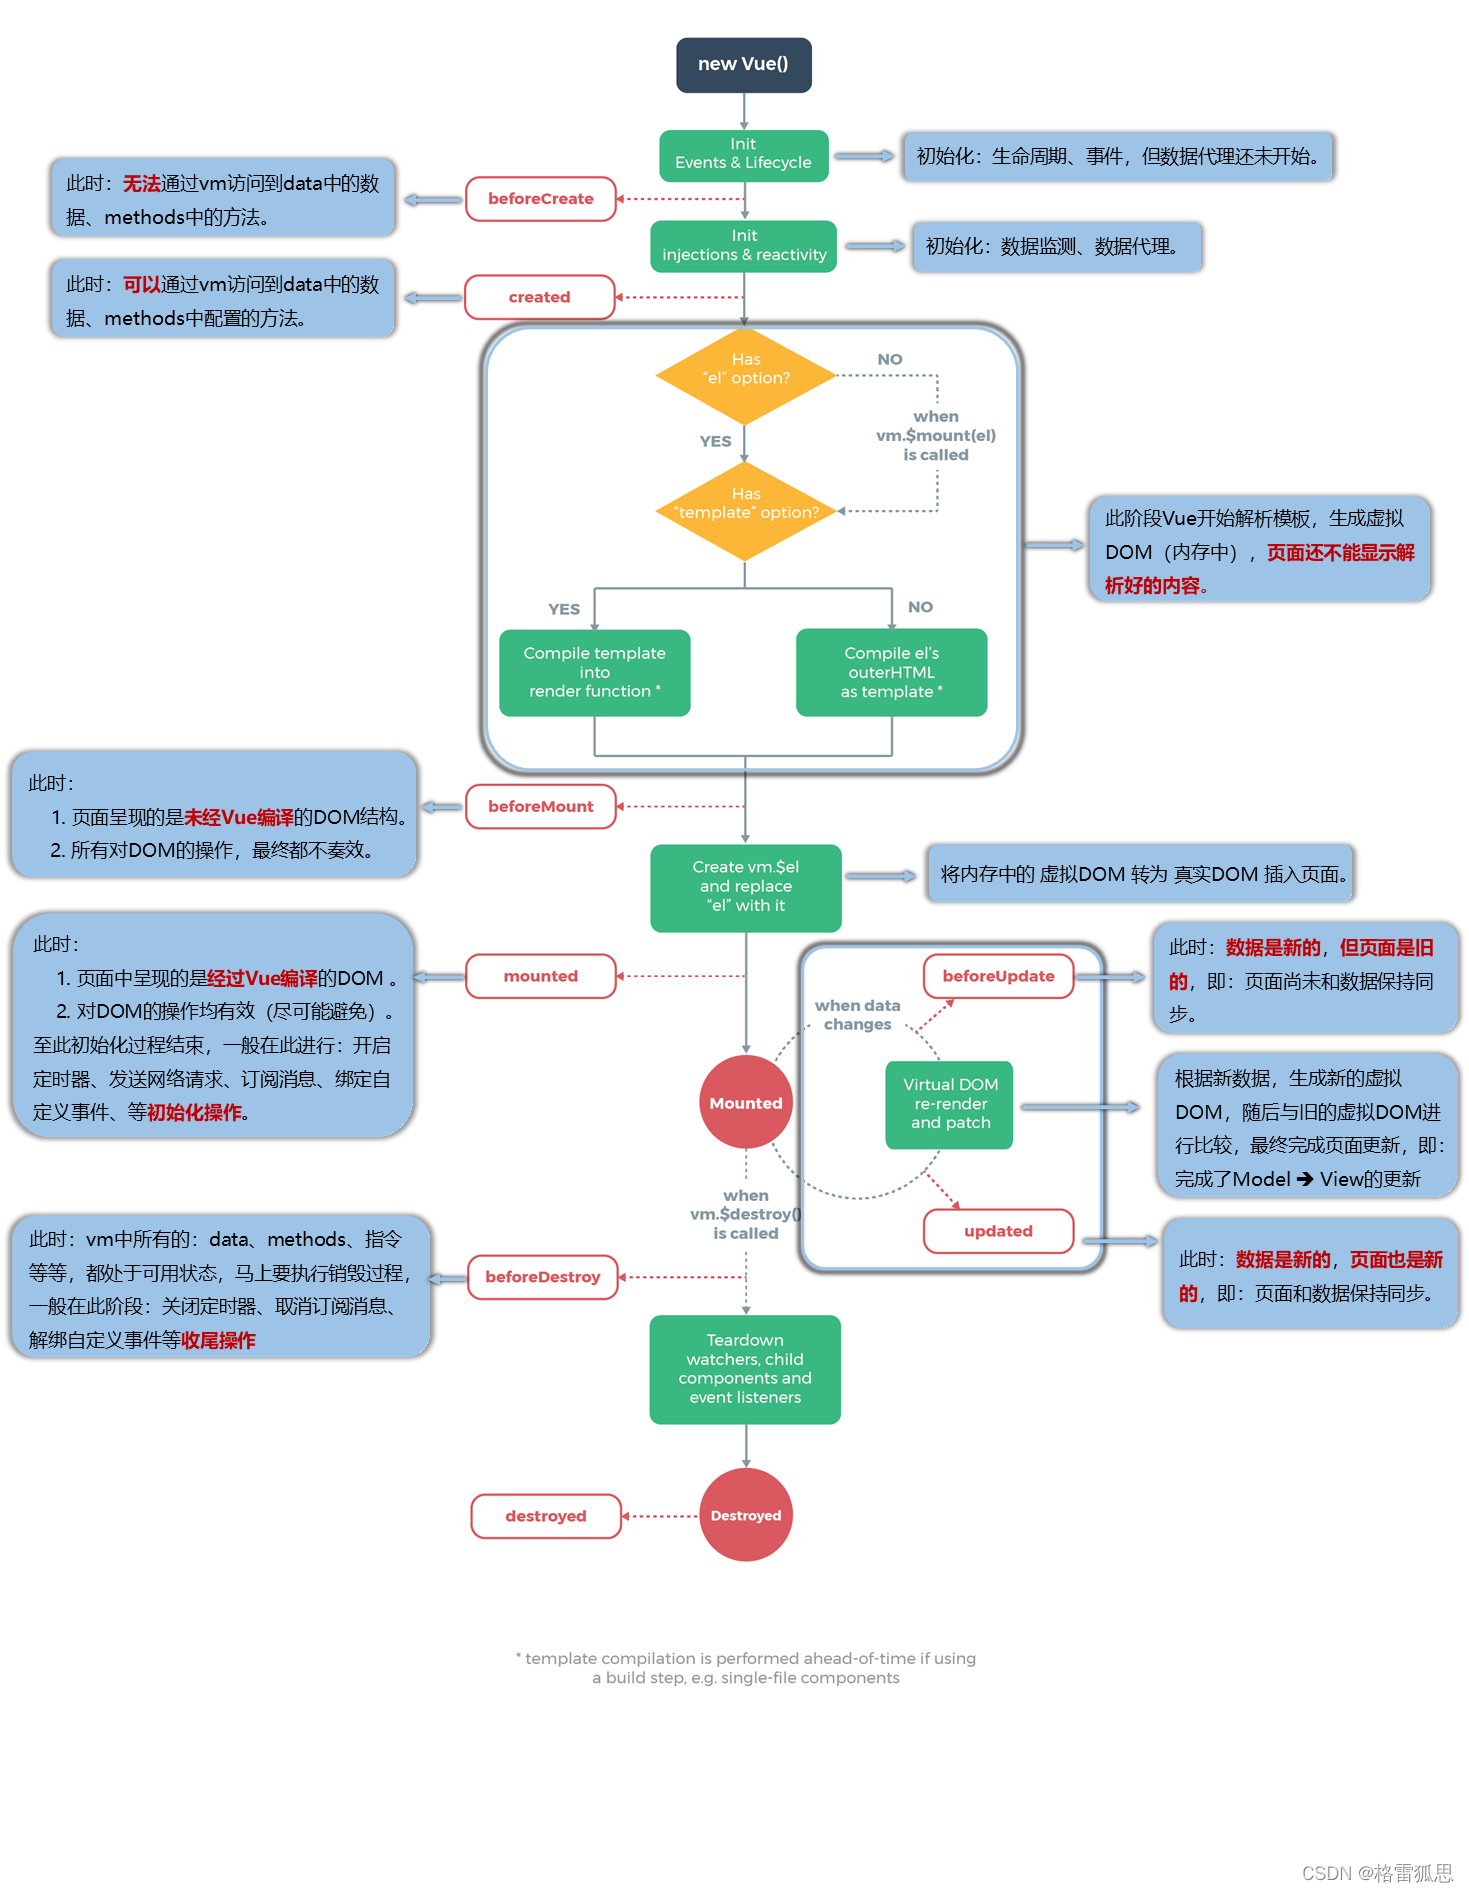 new Vue()
Init
Events & Lifecycle
初始化：生命周期、事件，但数据代理还未开始。
此时：无法通过vm访问到data中的数
据、methods中的方法。
beforeCreate
Init
injections & reactivity
初始化：数据监测、数据代理。
此时：可以通过vm访问到data中的数
据、methods中配置的方法。
created
Has
“el” option?
NO
when
vm.$mount(el)
is called
YES
Has
“template” option?
此阶段Vue开始解析模板，生成虚拟
DOM（内存中），页面还不能显示解
析好的内容。
YES
NO
Compile template
into
render function *
Compile el’s
outerHTML
as template *
此时：
1. 页面呈现的是未经Vue编译的DOM结构。
2. 所有对DOM的操作，最终都不奏效。
beforeMount
Create vm.$el
and replace
“el” with it
将内存中的 虚拟DOM 转为 真实DOM 插入页面。
此时：
1. 页面中呈现的是经过Vue编译的DOM 。
2. 对DOM的操作均有效（尽可能避免）。
至此初始化过程结束，一般在此进行：开启
定时器、发送网络请求、订阅消息、绑定自
定义事件、等初始化操作。
mounted
beforeUpdate
此时：数据是新的，但页面是旧
的，即：页面尚未和数据保持同
步。
when data
changes
Mounted
Virtual DOM
re-render
and patch
根据新数据，生成新的虚拟
DOM，随后与旧的虚拟DOM进
行比较，最终完成页面更新，即：
完成了Model ➔ View的更新
when
vm.$destroy()
is called
updated
此时：数据是新的，页面也是新
的，即：页面和数据保持同步。
此时：vm中所有的：data、methods、指令
等等，都处于可用状态，马上要执行销毁过程，
一般在此阶段：关闭定时器、取消订阅消息、
解绑自定义事件等收尾操作
beforeDestroy
Teardown
watchers, child
components and
event listeners
destroyed
Destroyed
* template compilation is performed ahead-of-time if using
a build step, e.g. single-file components
CSDN @格雷狐思